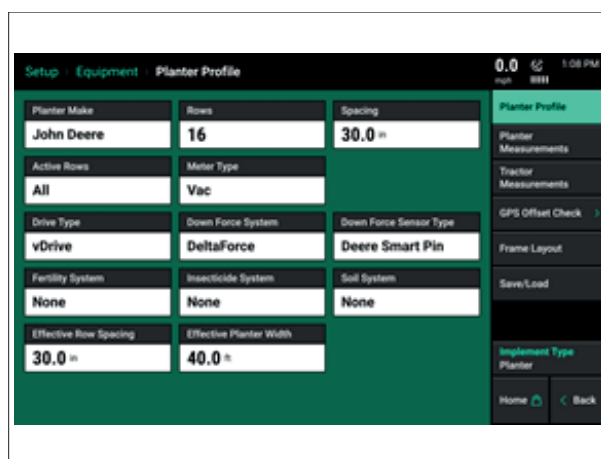 Setup Equipment Planter Profile
0.0 1:08 PM
mph
Planter Make Rows Spacing
John Deere 16 30.0 in
Active Rows Meter Type
All Vac
Drive Type Down Force System Down Force Sensor Type
vDrive DeltaForce Deere Smart Pin
Fertility System Insecticide System Soil System
None None None
Effective Row Spacing Effective Planter Width
30.0 in 40.0 ft
Planter Profile
Planter
Measurements
Tractor
Measurements
GPS Offset Check >
Frame Layout
Save/Load
Implement Type
Planter
Home < Back